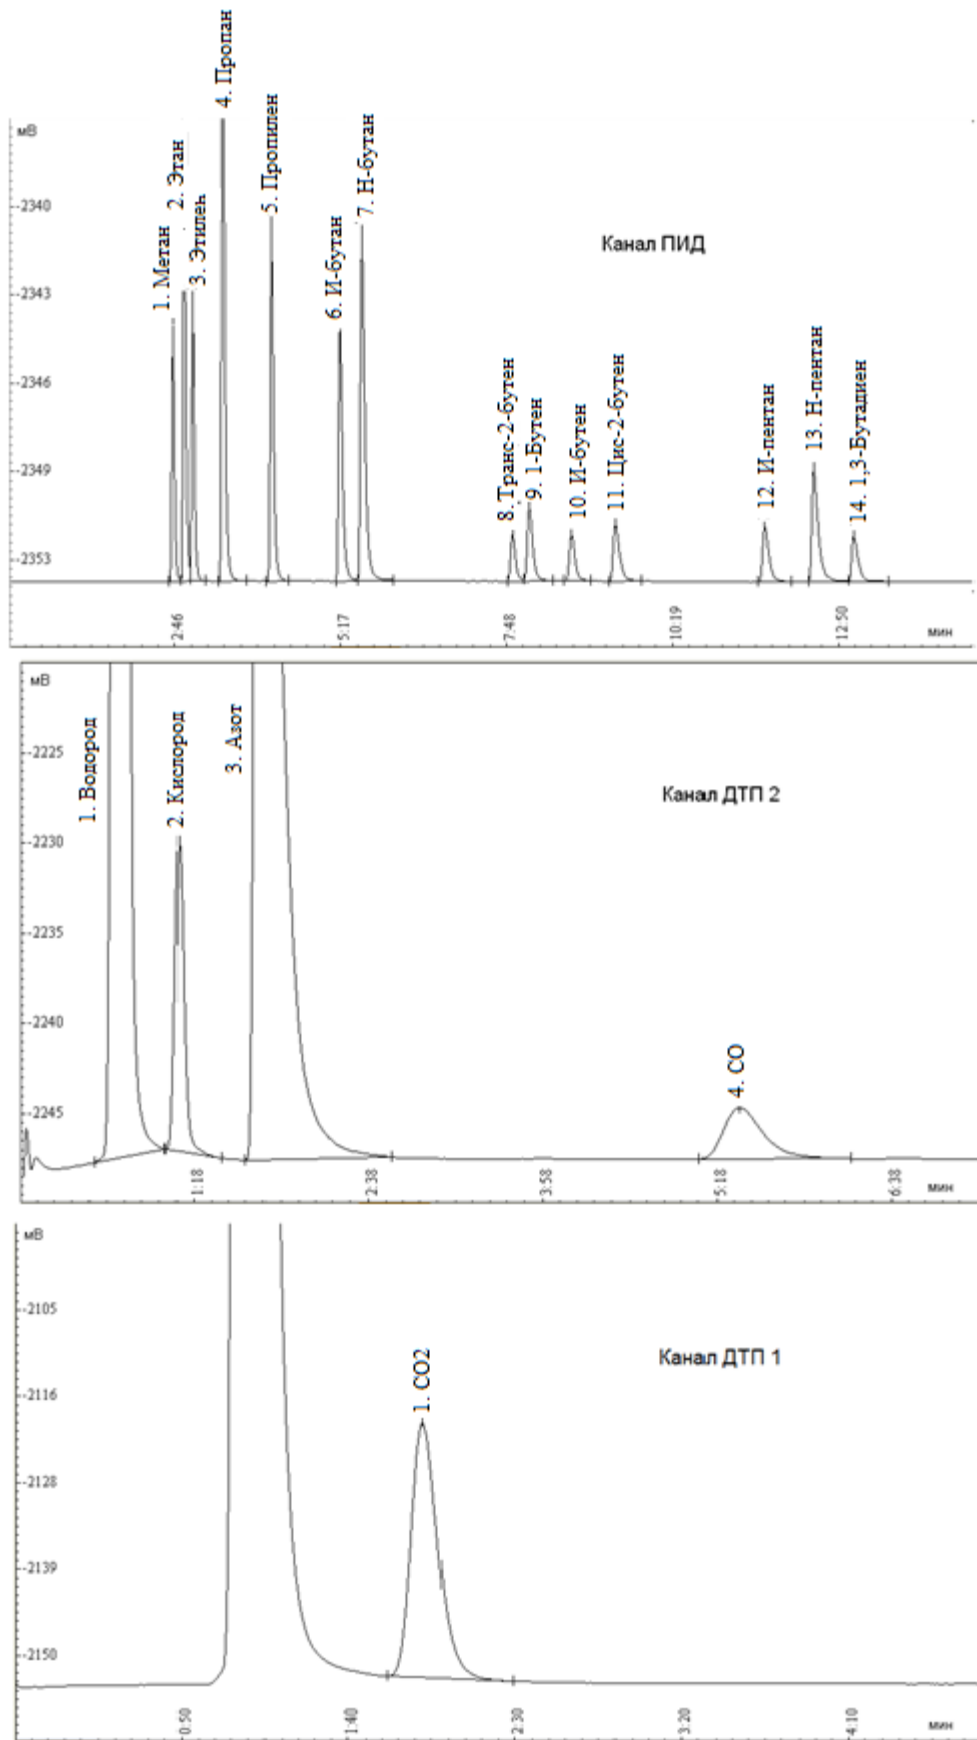 мВ
1. Метан
2. Этан
3. Этилен
4. Пропан
5. Пропилен
6. И-бутан
7. Н-бутан
Канал ПИД
8. Транс-2-бутен
9. 1-Бутен
10. И-бутен
11. Цис-2-бутен
12. И-пентан
13. Н-пентан
14. 1,3-Бутадиен
-2340
-2343
-2346
-2349
-2353
2:46
5:17
7:48
10:19
12:50
мин
мВ
1. Водород
2. Кислород
3. Азот
Канал ДТП 2
4. CO
-2225
-2230
-2235
-2240
-2245
1:18
2:38
3:58
5:18
6:38
мин
мВ
Канал ДТП 1
1. CO2
-2105
-2116
-2128
-2139
-2150
0:50
1:40
2:30
3:20
4:10
мин